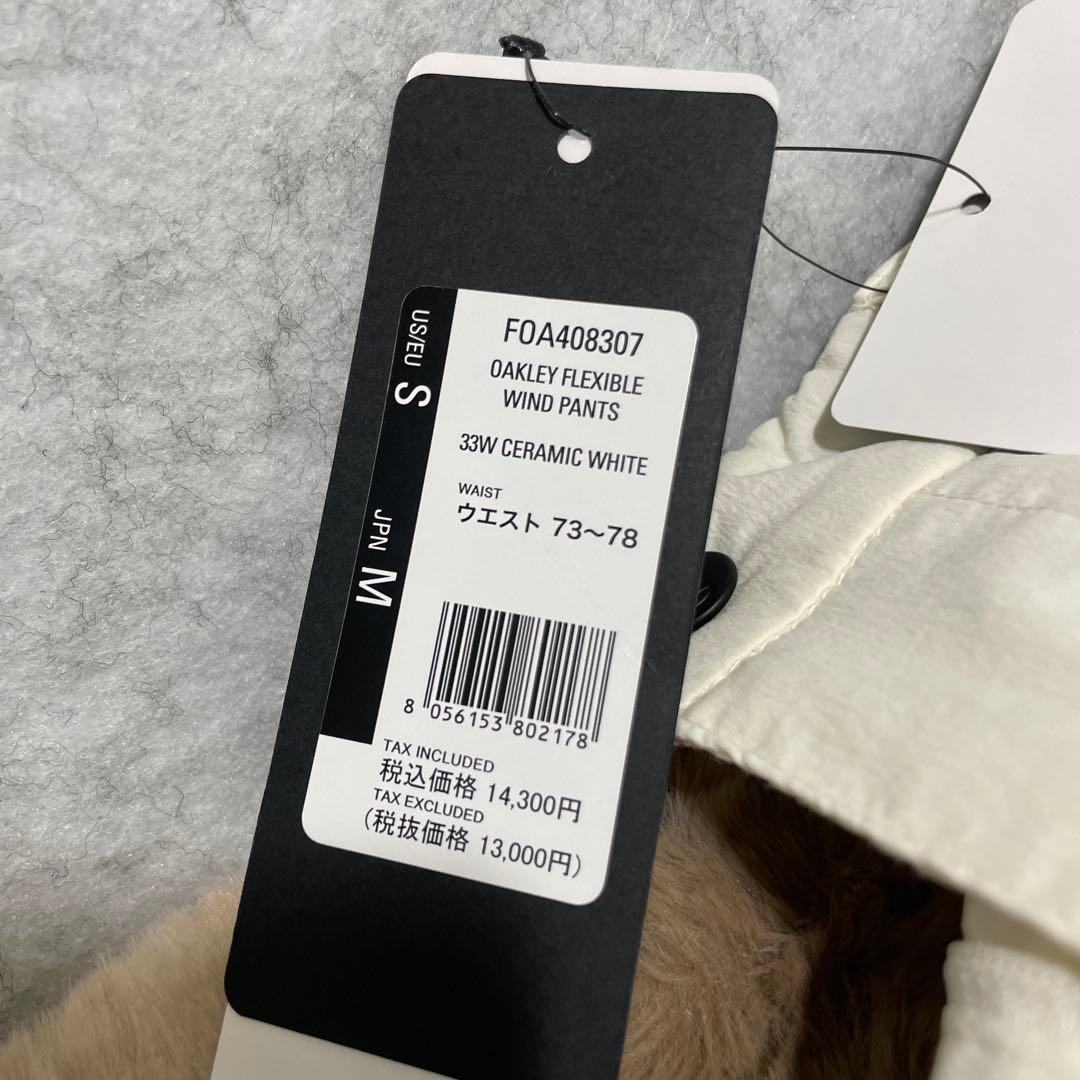 FOA408307
OAKLEY FLEXIBLE
WIND PANTS
33W CERAMIC WHITE
WAIST
ウエスト 73～78
US/EU S
JPN M
8 056153 802178
TAX INCLUDED
税込価格 14,300円
TAX EXCLUDED
(税抜価格 13,000円)